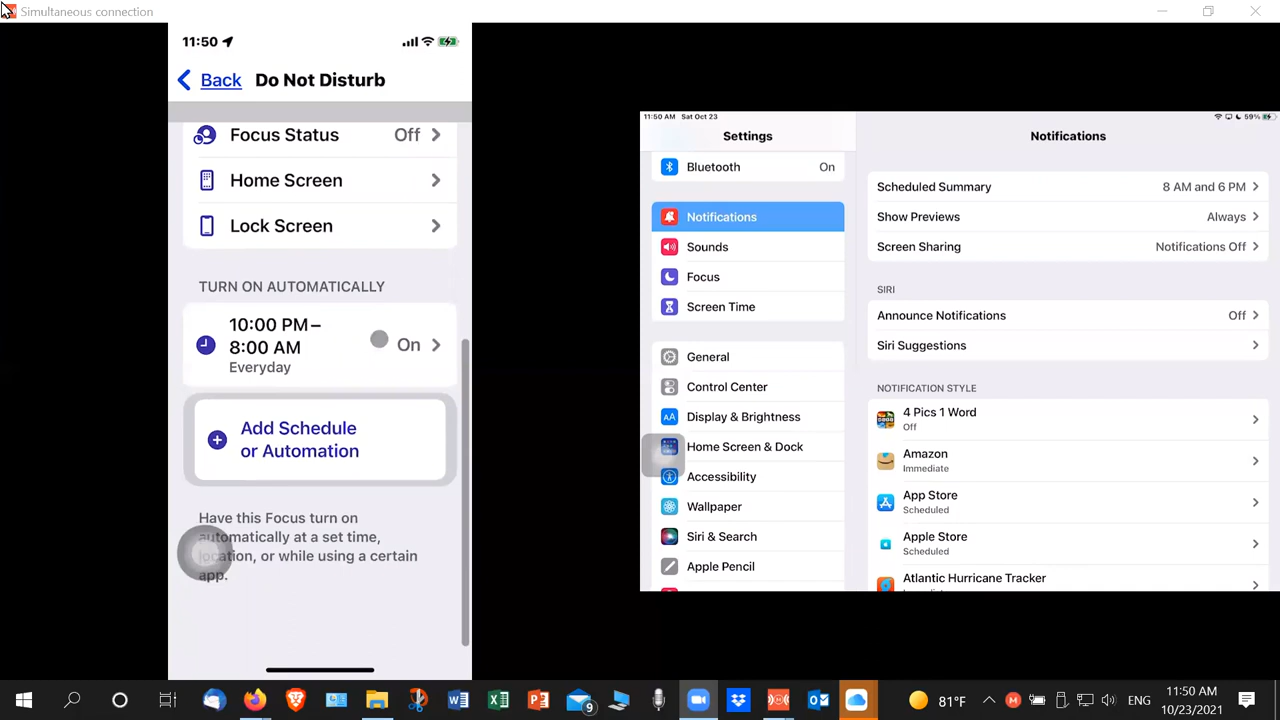 Simultaneous connection
11:50
Back Do Not Disturb
Focus Status Off
Home Screen
Lock Screen
TURN ON AUTOMATICALLY
10:00 PM–
8:00 AM
On
Everyday
Add Schedule
or Automation
Have this Focus turn on
automatically at a set time,
location, or while using a certain
app.
11:50 AM Sat Oct 23
59%
Settings
Bluetooth On
Notifications
Sounds
Focus
Screen Time
General
Control Center
AA Display & Brightness
Home Screen & Dock
Accessibility
Wallpaper
Siri & Search
Apple Pencil
Notifications
Scheduled Summary 8 AM and 6 PM
Show Previews Always
Screen Sharing Notifications Off
SIRI
Announce Notifications Off
Siri Suggestions
NOTIFICATION STYLE
4 Pics 1 Word
Off
Amazon
Immediate
App Store
Scheduled
Apple Store
Scheduled
Atlantic Hurricane Tracker
9
81°F
ENG
11:50 AM
10/23/2021